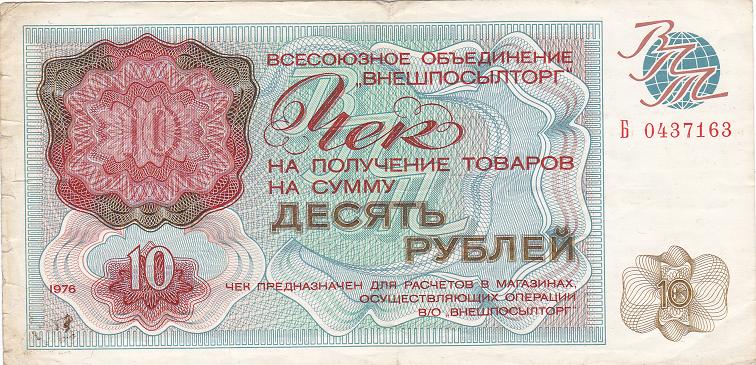 ВСЕСОЮЗНОЕ ОБЪЕДИНЕНИЕ
„ВНЕШПОСЫЛТОРГ"
ВПТ
Б 0437163
10
Чек
НА ПОЛУЧЕНИЕ ТОВАРОВ
НА СУММУ
ДЕСЯТЬ
РУБЛЕЙ
1976
10
ЧЕК ПРЕДНАЗНАЧЕН ДЛЯ РАСЧЕТОВ В МАГАЗИНАХ,
ОСУЩЕСТВЛЯЮЩИХ ОПЕРАЦИИ
В/О „ВНЕШПОСЫЛТОРГ"
10